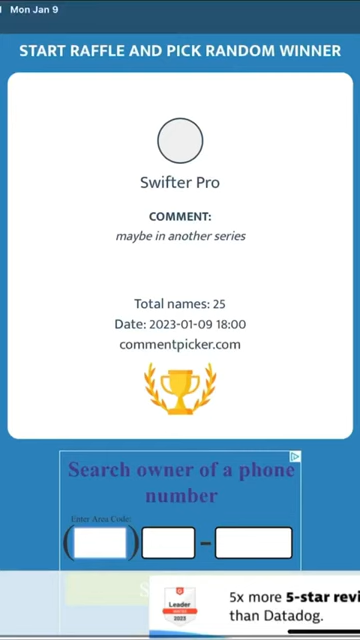 Mon Jan 9
START RAFFLE AND PICK RANDOM WINNER
Swifter Pro
COMMENT:
maybe in another series
Total names: 25
Date: 2023-01-09 18:00
commentpicker.com
Search owner of a phone
number
Enter Area Code:
( ) -
S
Leader
2023
5x more 5-star revi
than Datadog.